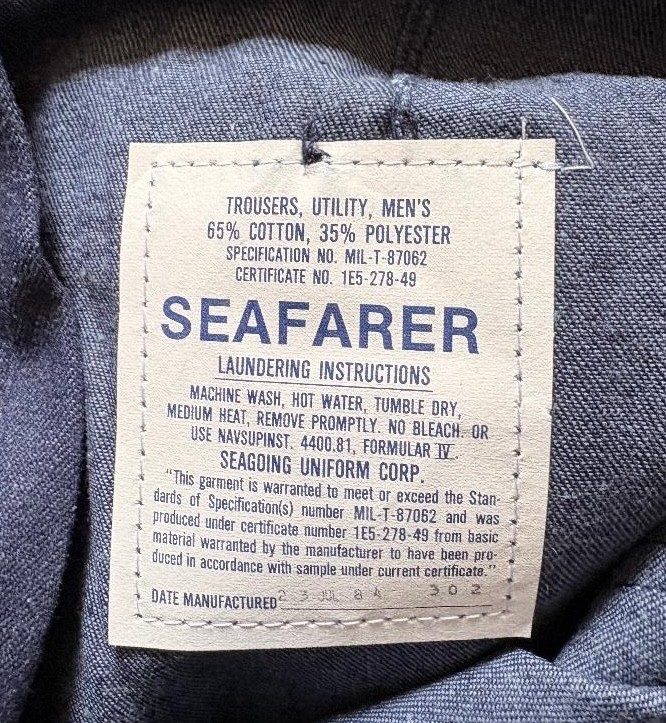 TROUSERS, UTILITY, MEN'S
65% COTTON, 35% POLYESTER
SPECIFICATION NO. MIL-T-87062
CERTIFICATE NO. 1E5-278-49
SEAFARER
LAUNDERING INSTRUCTIONS
MACHINE WASH, HOT WATER, TUMBLE DRY,
MEDIUM HEAT, REMOVE PROMPTLY. NO BLEACH. OR
USE NAVSUPINST. 4400.81, FORMULAR IV.
SEAGOING UNIFORM CORP.
"This garment is warranted to meet or exceed the Stan-
dards of Specification(s) number MIL-T-87062 and was
produced under certificate number 1E5-278-49 from basic
material warranted by the manufacturer to have been pro-
duced in accordance with sample under current certificate."
DATE MANUFACTURED 23 JUL 84 302